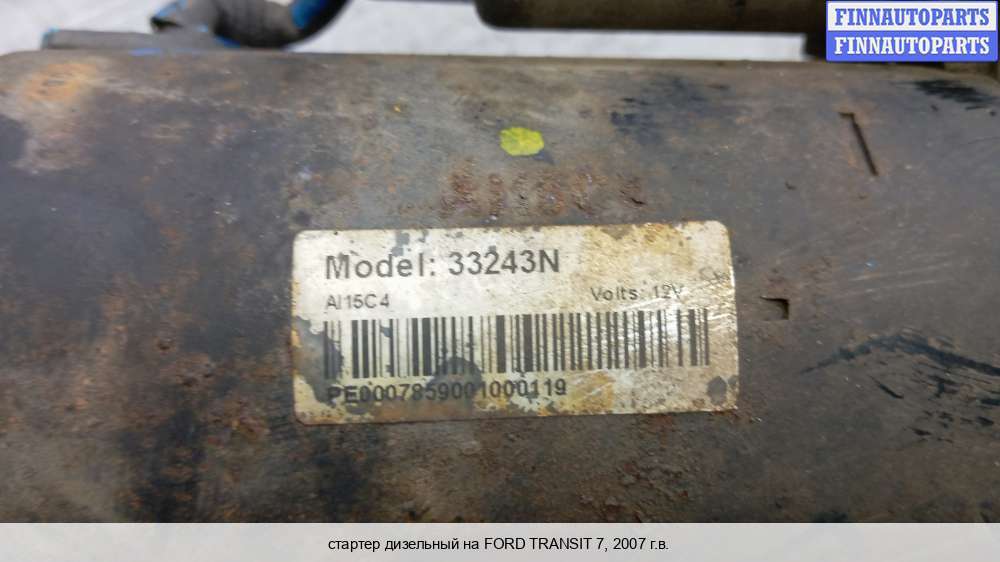 FINNAUTOPARTS
FINNAUTOPARTS
Model: 33243N
AI15C4
Volts: 12V
PE0007859001000119
стартер дизельный на FORD TRANSIT 7, 2007 г.в.